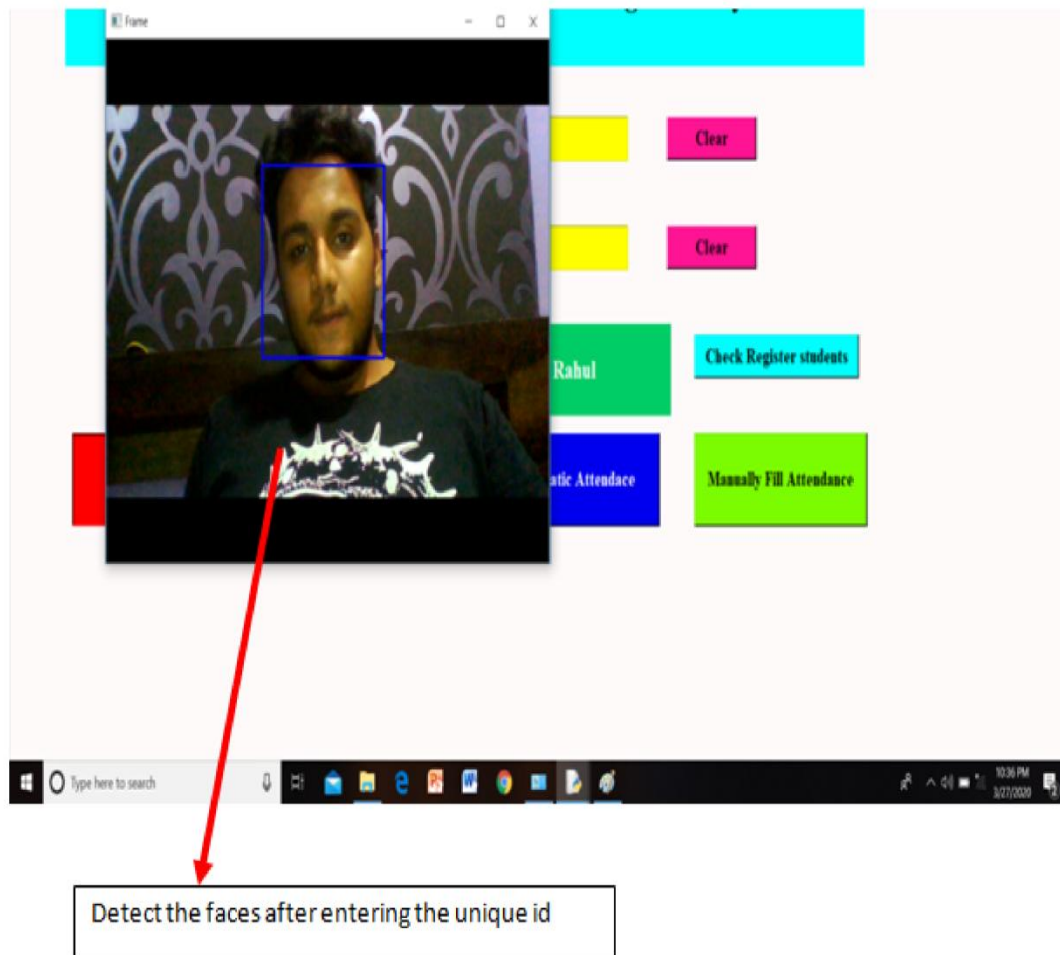 Frame
Clear
Clear
Rahul
Check Register students
atic Attendace
Manually Fill Attendance
Type here to search
10:36 PM
3/27/2020
Detect the faces after entering the unique id